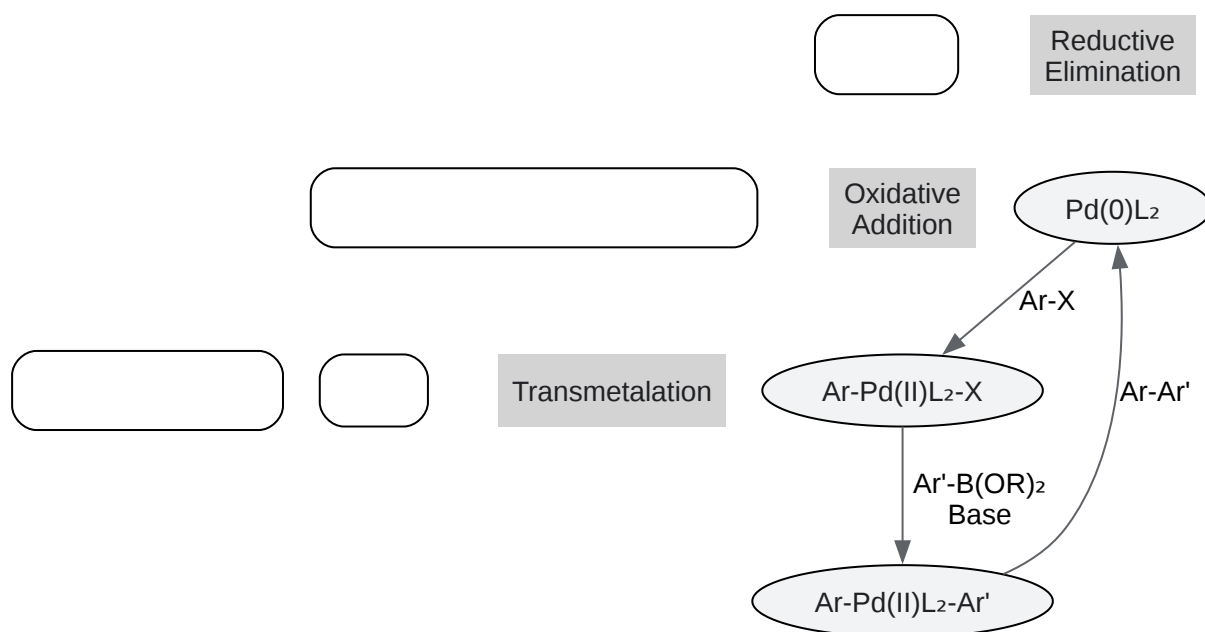 Reductive
Elimination
Oxidative
Addition
Pd(0)L₂
Ar-X
Transmetalation
Ar-Pd(II)L₂-X
Ar-Ar'
Ar'-B(OR)₂
Base
Ar-Pd(II)L₂-Ar'